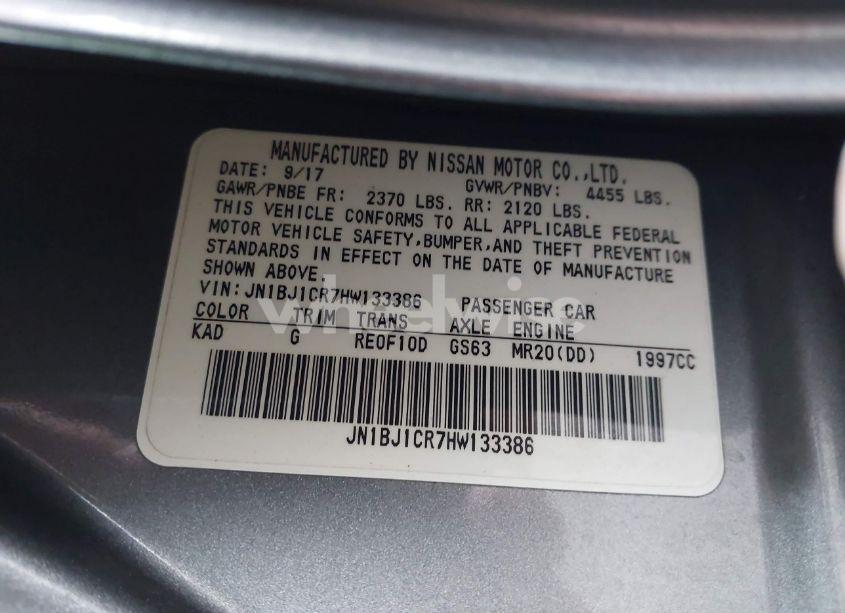 MANUFACTURED BY NISSAN MOTOR CO.,LTD.
DATE: 9/17 GVWR/PNBV: 4455 LBS.
GAWR/PNBE FR: 2370 LBS. RR: 2120 LBS.
THIS VEHICLE CONFORMS TO ALL APPLICABLE FEDERAL
MOTOR VEHICLE SAFETY,BUMPER,AND THEFT PREVENTION
STANDARDS IN EFFECT ON THE DATE OF MANUFACTURE
SHOWN ABOVE.
VIN:JN1BJ1CR7HW133386 PASSENGER CAR
COLOR TRIM TRANS AXLE ENGINE
KAD G RE0F10D GS63 MR20(DD) 1997CC
JN1BJ1CR7HW133386